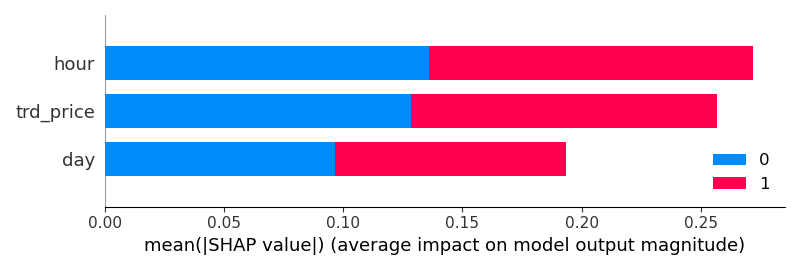 hour
trd_price
day
0
1
0.00 0.05 0.10 0.15 0.20 0.25
mean(|SHAP value|) (average impact on model output magnitude)